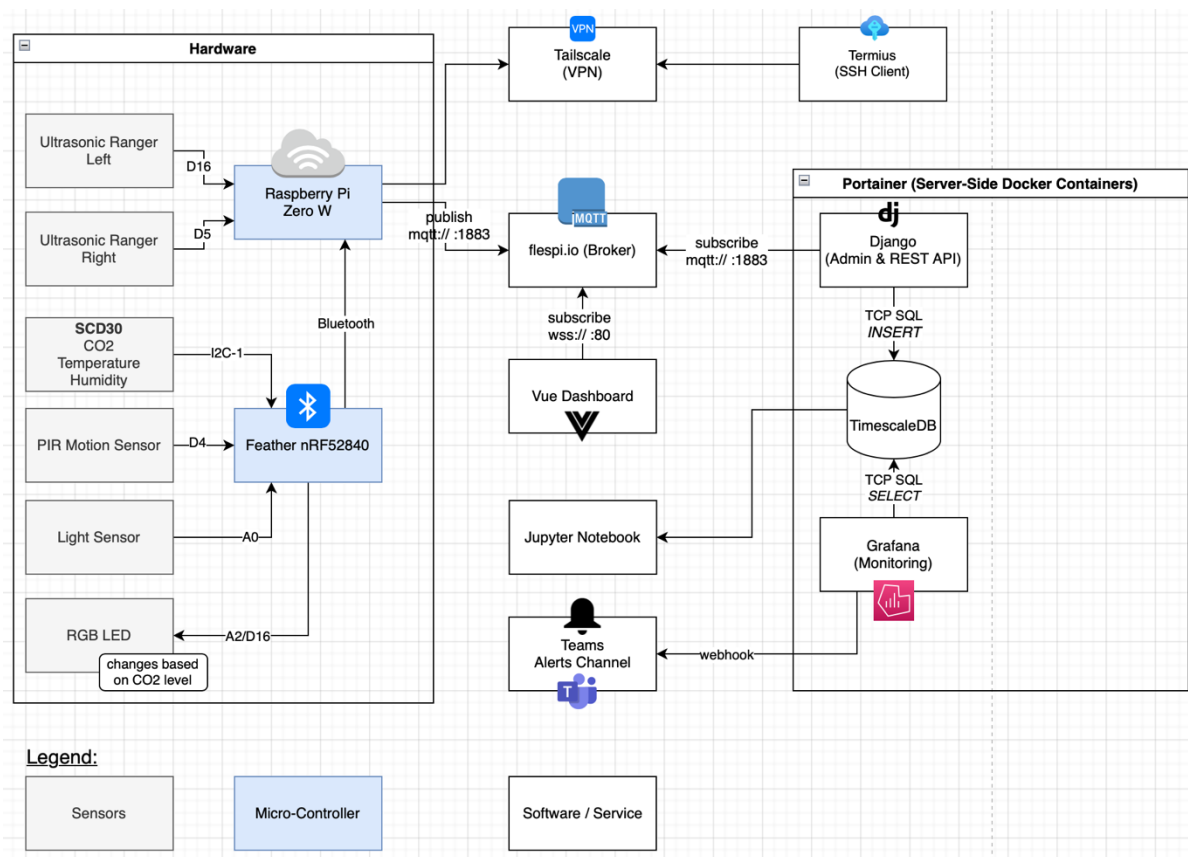 Hardware
Ultrasonic Ranger
Left
D16
Ultrasonic Ranger
Right
D5
Raspberry Pi
Zero W
SCD30
CO2
Temperature
Humidity
I2C-1
Bluetooth
PIR Motion Sensor
D4
Feather nRF52840
Light Sensor
A0
RGB LED
A2/D16
changes based
on CO2 level
VPN
Tailscale
(VPN)
Termius
(SSH Client)
publish
mqtt:// :1883
MQTT
flespi.io (Broker)
subscribe
mqtt:// :1883
subscribe
wss:// :80
Vue Dashboard
Jupyter Notebook
Teams
Alerts Channel
T
webhook
Portainer (Server-Side Docker Containers)
dj
Django
(Admin & REST API)
TCP SQL
INSERT
TimescaleDB
TCP SQL
SELECT
Grafana
(Monitoring)
Legend:
Sensors
Micro-Controller
Software / Service